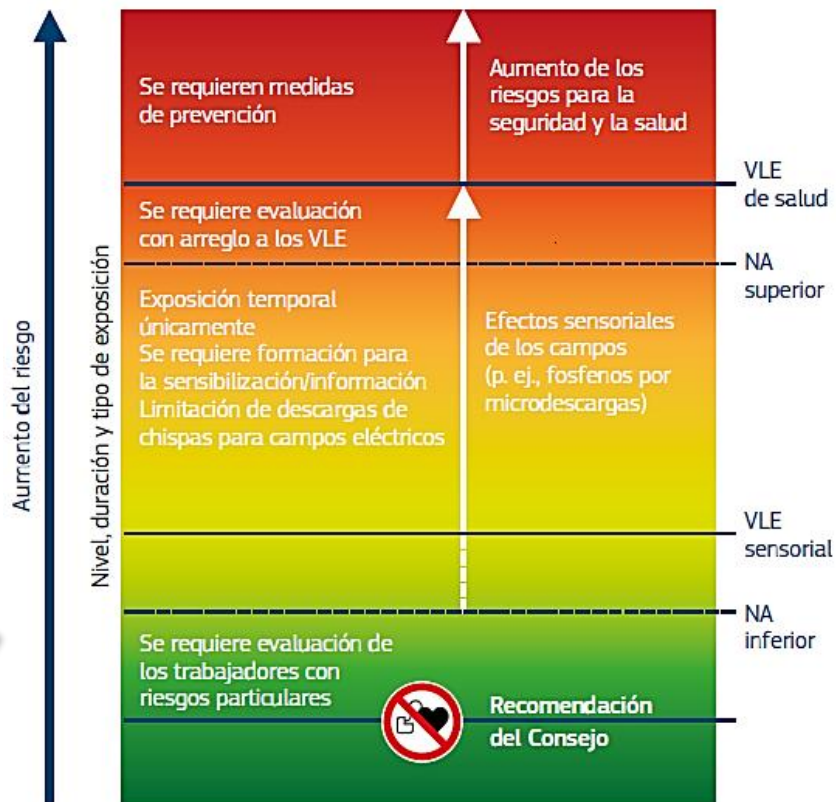 Aumento del riesgo
Nivel, duración y tipo de exposición
Se requieren medidas
de prevención
Aumento de los
riesgos para la
seguridad y la salud
VLE
de salud
Se requiere evaluación
con arreglo a los VLE
NA
superior
Exposición temporal
únicamente
Se requiere formación para
la sensibilización/información
Limitación de descargas de
chispas para campos eléctricos
Efectos sensoriales
de los campos
(p. ej., fosfenos por
microdescargas)
VLE
sensorial
NA
inferior
Se requiere evaluación de
los trabajadores con
riesgos particulares
Recomendación
del Consejo